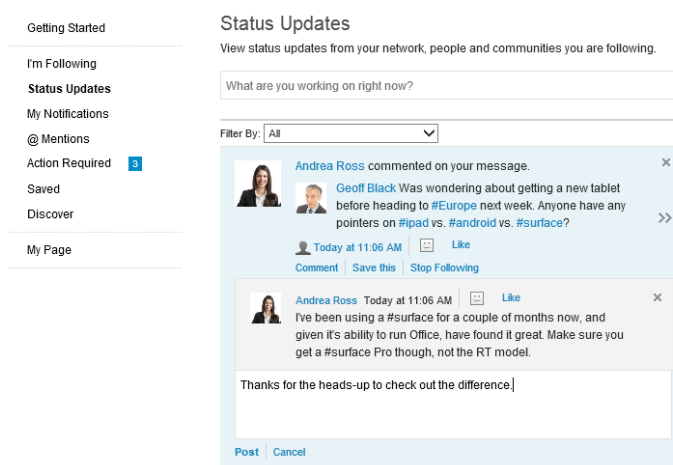 Getting Started
I'm Following
Status Updates
My Notifications
@ Mentions
Action Required 3
Saved
Discover
My Page
Status Updates
View status updates from your network, people and communities you are following.
What are you working on right now?
Filter By: All
Andrea Ross commented on your message.
Geoff Black Was wondering about getting a new tablet
before heading to #Europe next week. Anyone have any
pointers on #ipad vs. #android vs. #surface?
Today at 11:06 AM Like
Comment Save this Stop Following
Andrea Ross Today at 11:06 AM Like
I've been using a #surface for a couple of months now, and
given it's ability to run Office, have found it great. Make sure you
get a #surface Pro though, not the RT model.
Thanks for the heads-up to check out the difference.
Post Cancel